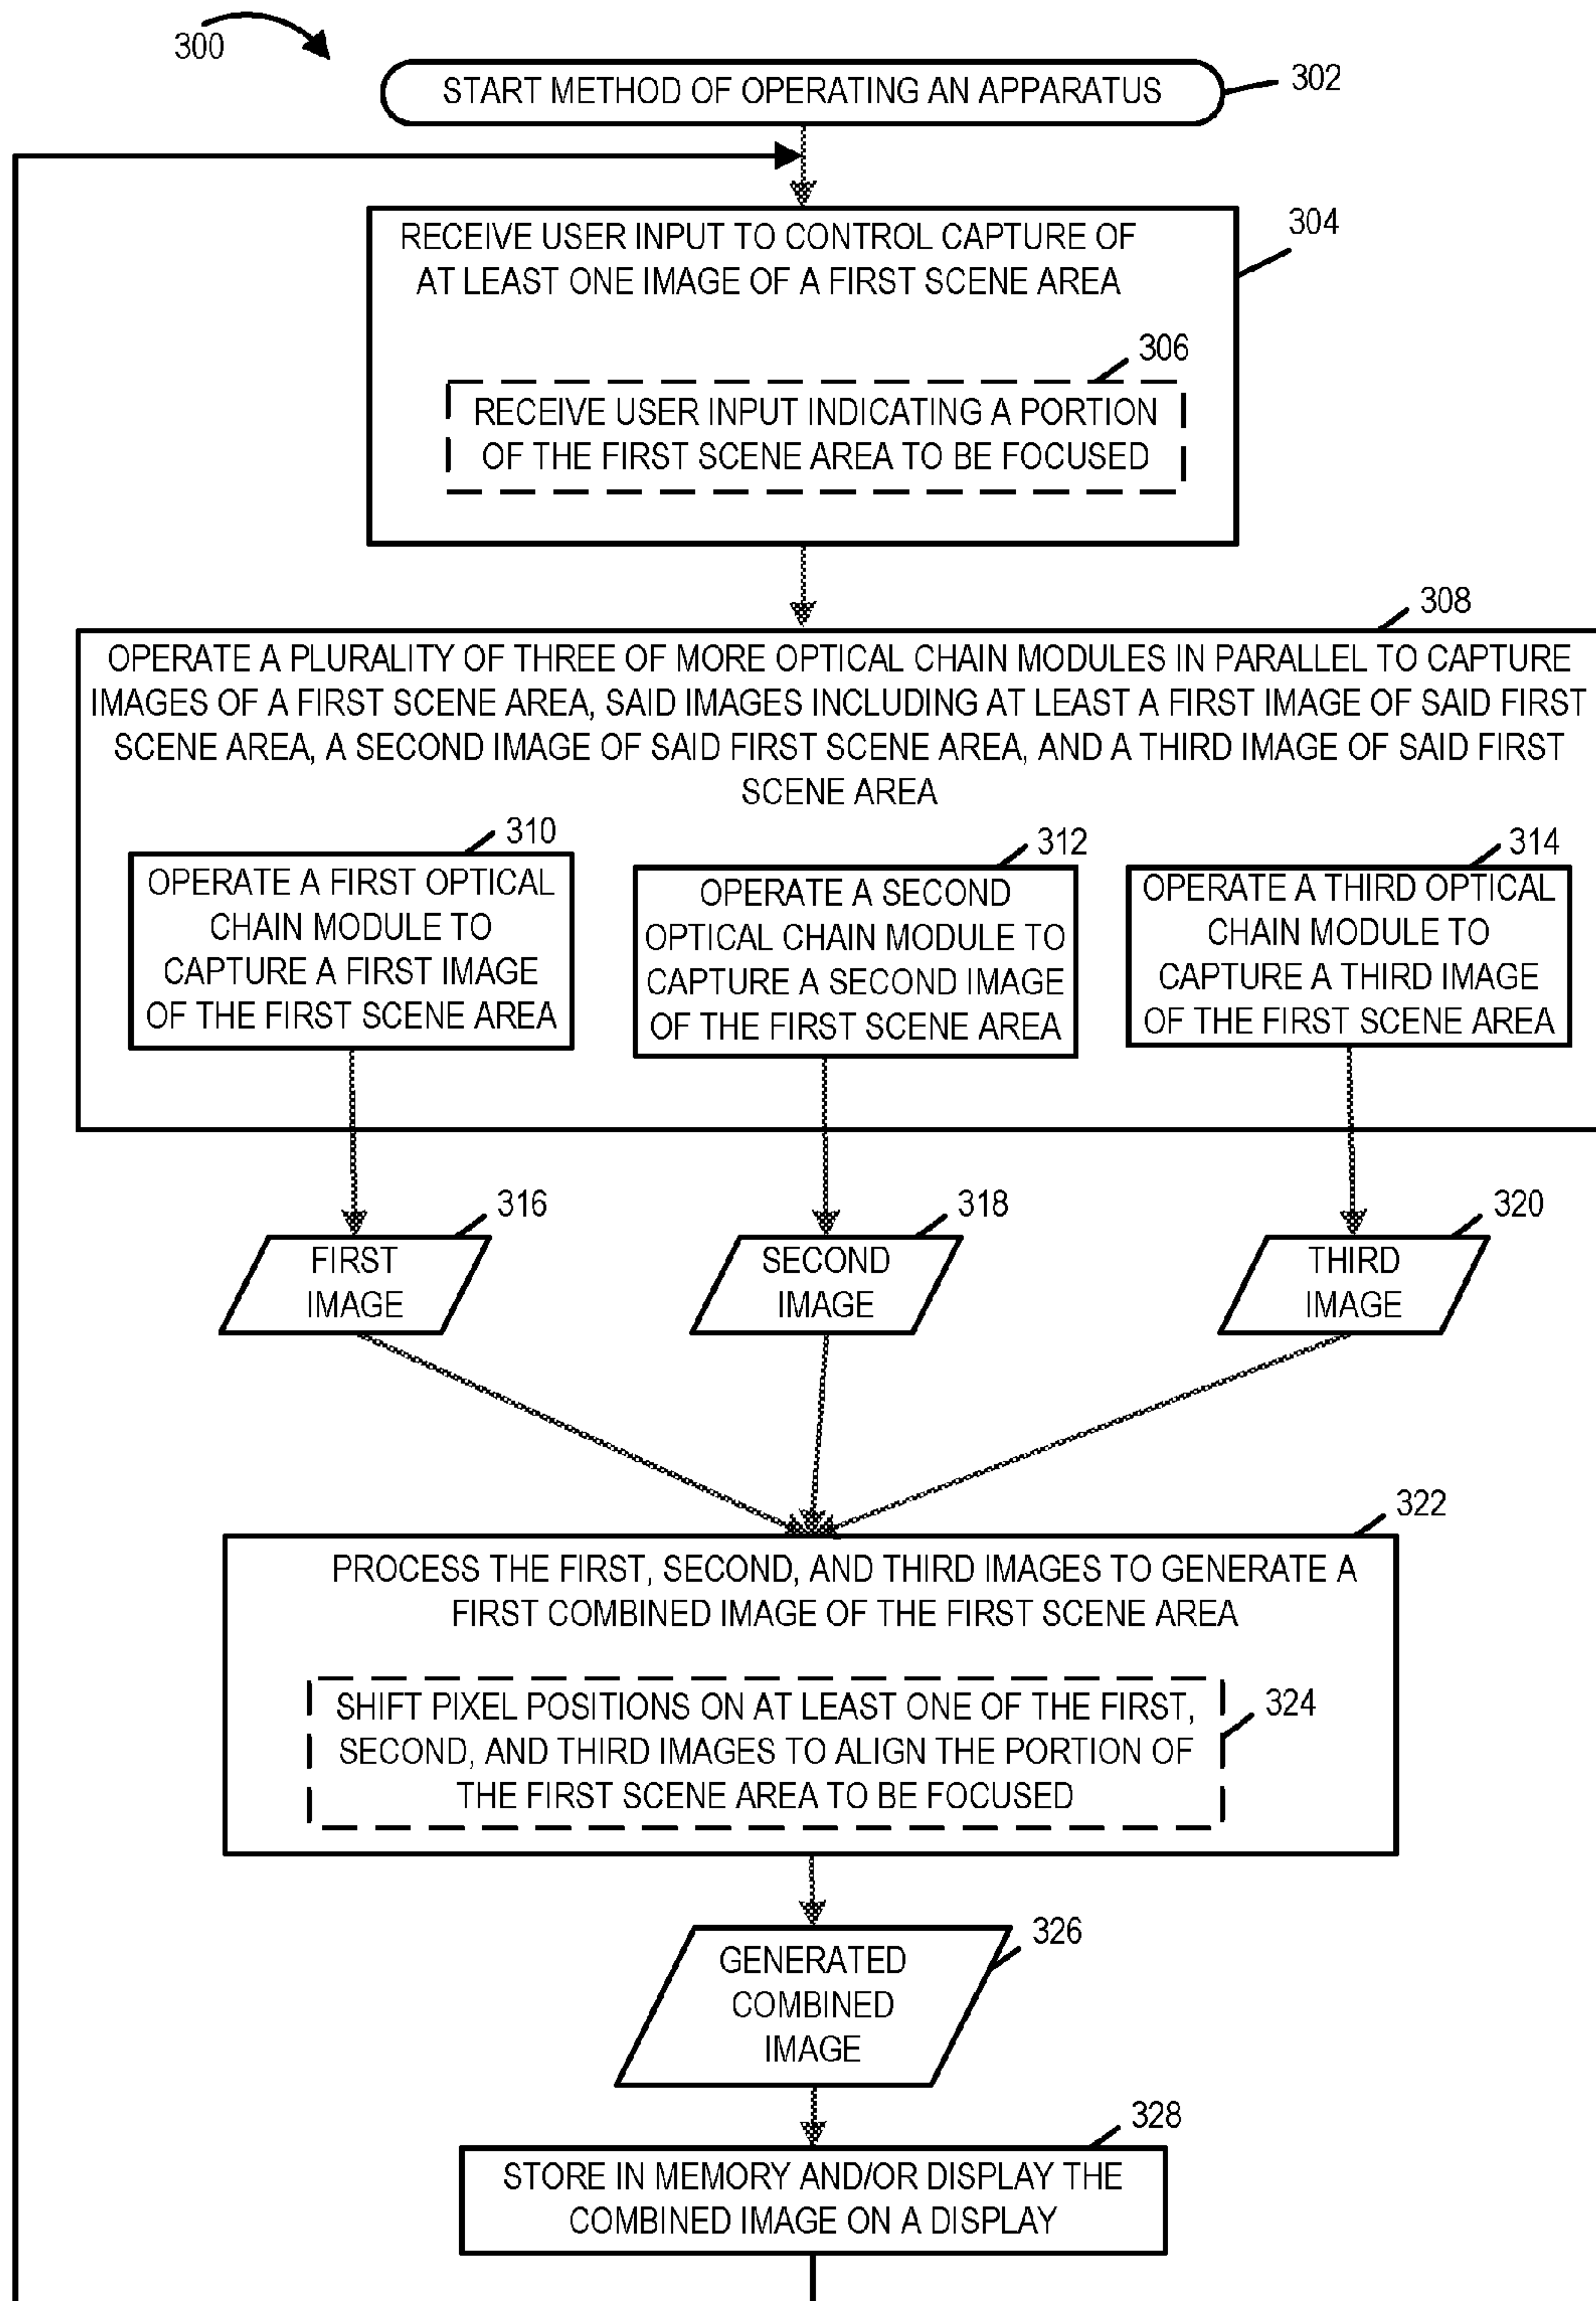 300
START METHOD OF OPERATING AN APPARATUS
302
RECEIVE USER INPUT TO CONTROL CAPTURE OF
AT LEAST ONE IMAGE OF A FIRST SCENE AREA
304
306
RECEIVE USER INPUT INDICATING A PORTION
OF THE FIRST SCENE AREA TO BE FOCUSED
308
OPERATE A PLURALITY OF THREE OF MORE OPTICAL CHAIN MODULES IN PARALLEL TO CAPTURE
IMAGES OF A FIRST SCENE AREA, SAID IMAGES INCLUDING AT LEAST A FIRST IMAGE OF SAID FIRST
SCENE AREA, A SECOND IMAGE OF SAID FIRST SCENE AREA, AND A THIRD IMAGE OF SAID FIRST
SCENE AREA
310
OPERATE A FIRST OPTICAL
CHAIN MODULE TO
CAPTURE A FIRST IMAGE
OF THE FIRST SCENE AREA
312
OPERATE A SECOND
OPTICAL CHAIN MODULE TO
CAPTURE A SECOND IMAGE
OF THE FIRST SCENE AREA
314
OPERATE A THIRD OPTICAL
CHAIN MODULE TO
CAPTURE A THIRD IMAGE
OF THE FIRST SCENE AREA
316
FIRST
IMAGE
318
SECOND
IMAGE
320
THIRD
IMAGE
322
PROCESS THE FIRST, SECOND, AND THIRD IMAGES TO GENERATE A
FIRST COMBINED IMAGE OF THE FIRST SCENE AREA
SHIFT PIXEL POSITIONS ON AT LEAST ONE OF THE FIRST,
SECOND, AND THIRD IMAGES TO ALIGN THE PORTION OF
THE FIRST SCENE AREA TO BE FOCUSED
324
GENERATED
COMBINED
IMAGE
326
328
STORE IN MEMORY AND/OR DISPLAY THE
COMBINED IMAGE ON A DISPLAY